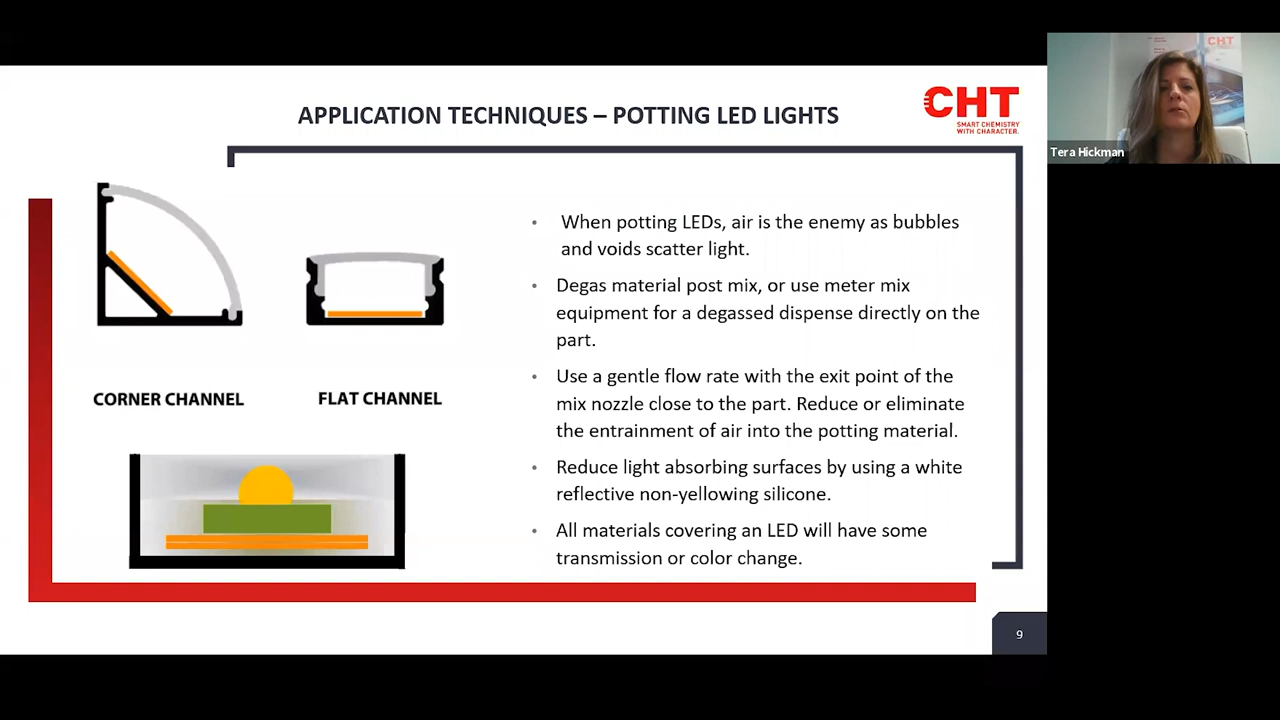 APPLICATION TECHNIQUES – POTTING LED LIGHTS
CHT
SMART CHEMISTRY
WITH CHARACTER.
CHT
Tera Hickman
• When potting LEDs, air is the enemy as bubbles
and voids scatter light.
• Degas material post mix, or use meter mix
equipment for a degassed dispense directly on the
part.
• Use a gentle flow rate with the exit point of the
mix nozzle close to the part. Reduce or eliminate
the entrainment of air into the potting material.
• Reduce light absorbing surfaces by using a white
reflective non-yellowing silicone.
• All materials covering an LED will have some
transmission or color change.
CORNER CHANNEL
FLAT CHANNEL
9